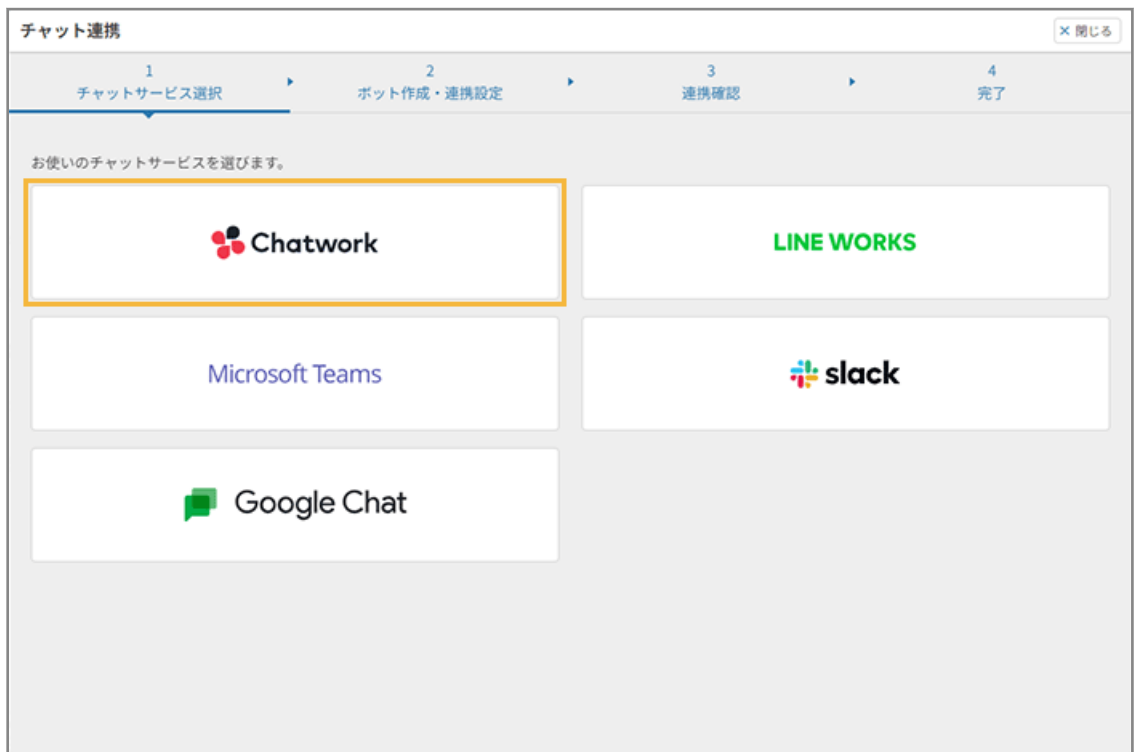 チャット連携
× 閉じる
1
チャットサービス選択
2
ボット作成・連携設定
3
連携確認
4
完了
お使いのチャットサービスを選びます。
Chatwork
LINE WORKS
Microsoft Teams
slack
Google Chat